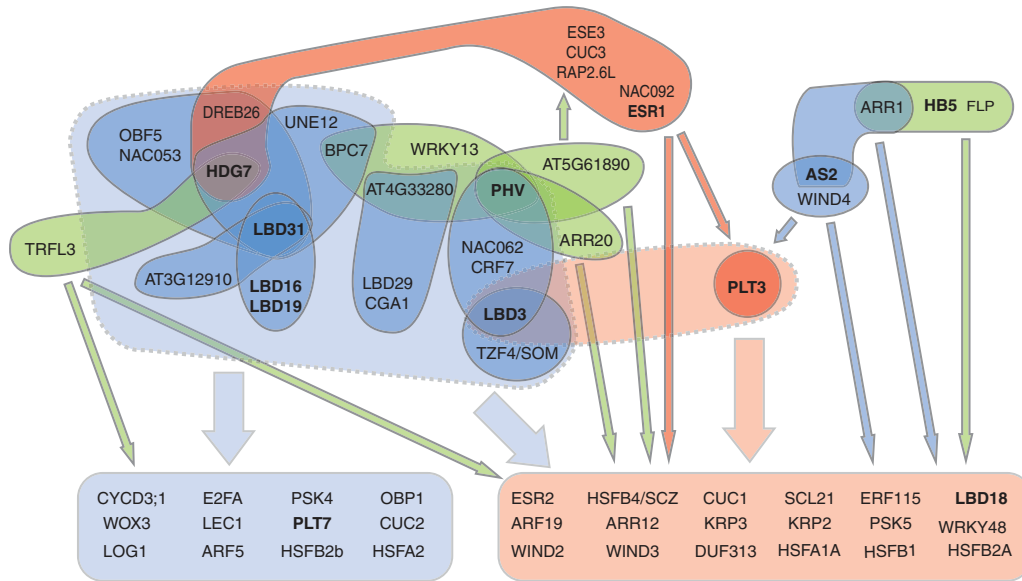 ESE3
CUC3
RAP2.6L
NAC092
ESR1
DREB26
OBF5
NAC053
UNE12
BPC7
WRKY13
ARR1
HB5 FLP
HDG7
AT4G33280
PHV
AT5G61890
AS2
WIND4
TRFL3
LBD31
ARR20
NAC062
CRF7
AT3G12910
LBD16
LBD19
LBD29
CGA1
PLT3
LBD3
TZF4/SOM
CYCD3;1 E2FA PSK4 OBP1
WOX3 LEC1 PLT7 CUC2
LOG1 ARF5 HSFB2b HSFA2
ESR2 HSFB4/SCZ CUC1 SCL21 ERF115 LBD18
ARF19 ARR12 KRP3 KRP2 PSK5 WRKY48
WIND2 WIND3 DUF313 HSFA1A HSFB1 HSFB2A